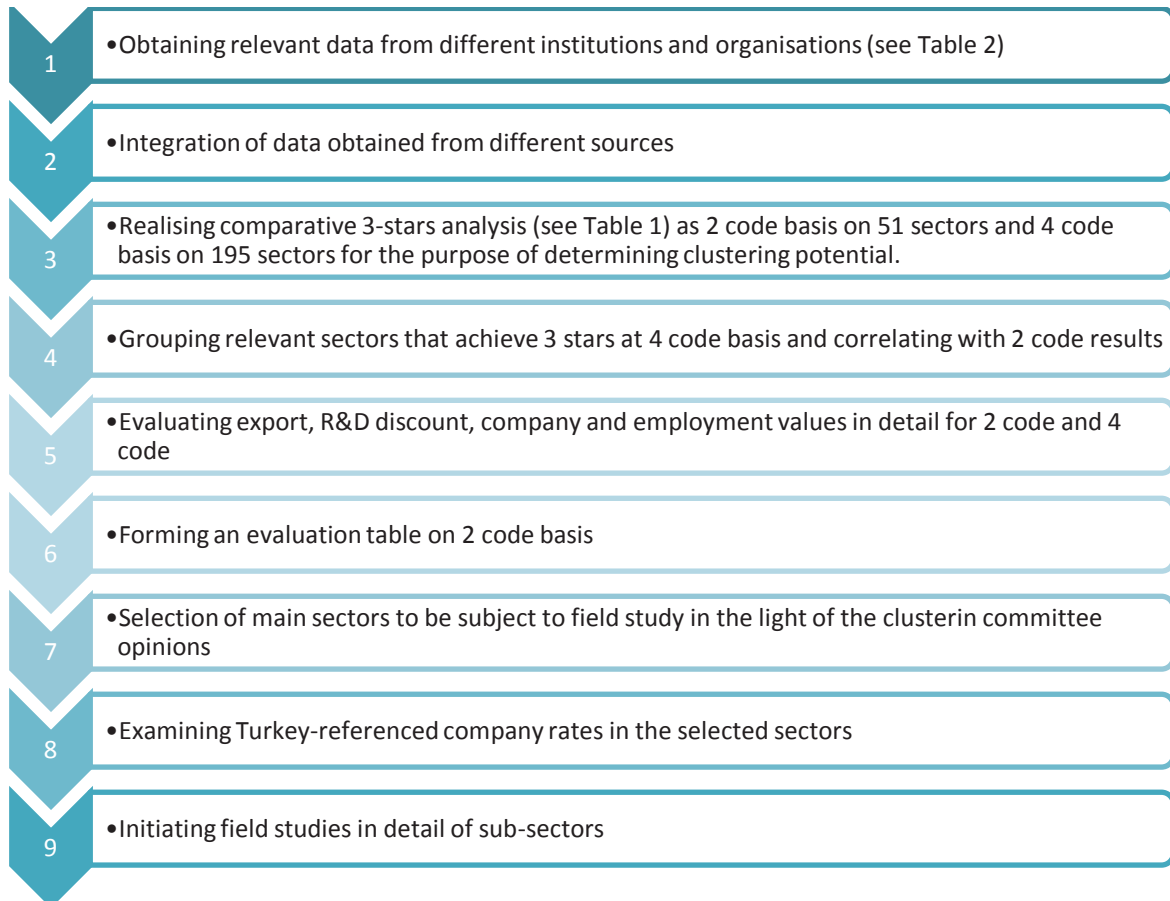 1
•Obtaining relevant data from different institutions and organisations (see Table 2)
2
•Integration of data obtained from different sources
3
•Realising comparative 3-stars analysis (see Table 1) as 2 code basis on 51 sectors and 4 code
basis on 195 sectors for the purpose of determining clustering potential.
4
•Grouping relevant sectors that achieve 3 stars at 4 code basis and correlating with 2 code results
5
•Evaluating export, R&D discount, company and employment values in detail for 2 code and 4
code
6
•Forming an evaluation table on 2 code basis
7
•Selection of main sectors to be subject to field study in the light of the clusterin committee
opinions
8
•Examining Turkey-referenced company rates in the selected sectors
9
•Initiating field studies in detail of sub-sectors